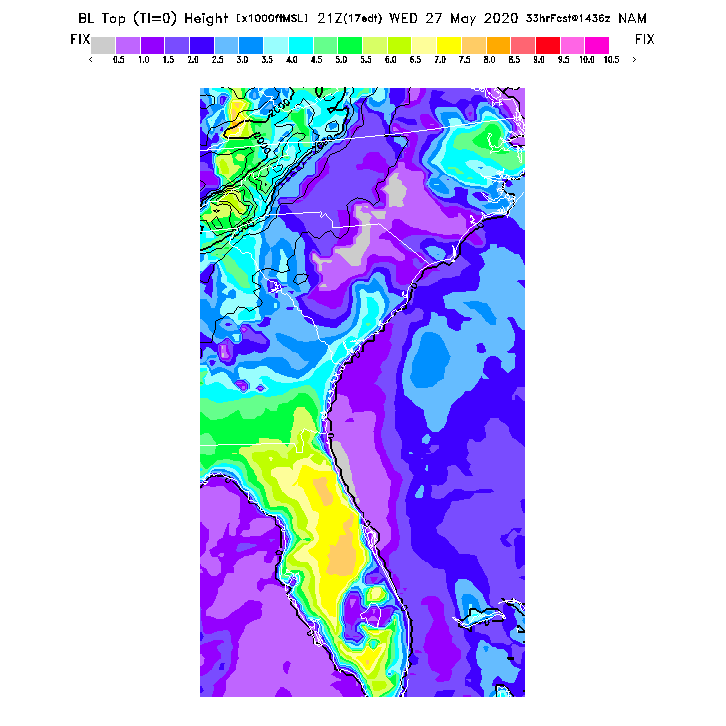 BL Top (TI=0) Height [x1000ftMSL] 21Z(17edt) WED 27 May 2020 33hrFcst@1436z NAM
FIX FIX
< 0.5 1.0 1.5 2.0 2.5 3.0 3.5 4.0 4.5 5.0 5.5 6.0 6.5 7.0 7.5 8.0 8.5 9.0 9.5 10.0 10.5 >
2000
2000